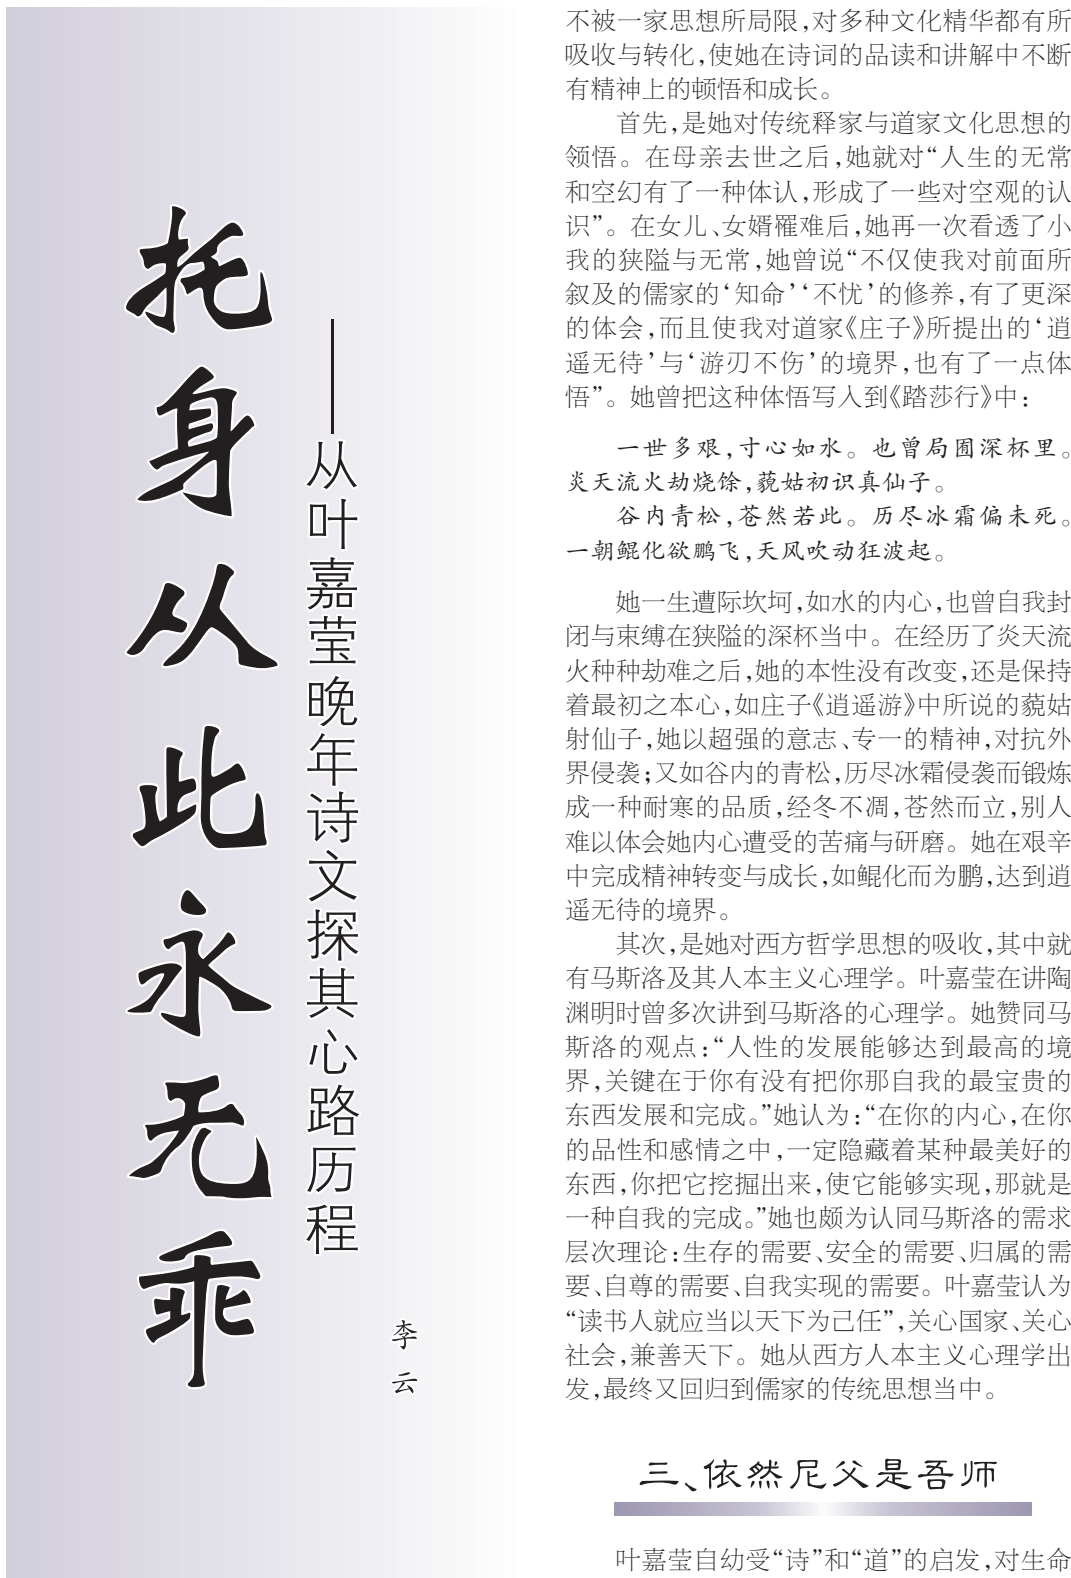 托身从此永无乖
——从叶嘉莹晚年诗文探其心路历程
李云
不被一家思想所局限，对多种文化精华都有所
吸收与转化，使她在诗词的品读和讲解中不断
有精神上的顿悟和成长。
首先，是她对传统释家与道家文化思想的
领悟。在母亲去世之后，她就对“人生的无常
和空幻有了一种体认，形成了一些对空观的认
识”。在女儿、女婿罹难后，她再一次看透了小
我的狭隘与无常，她曾说“不仅使我对前面所
叙及的儒家的‘知命’‘不忧’的修养，有了更深
的体会，而且使我对道家《庄子》所提出的‘逍
遥无待’与‘游刃不伤’的境界，也有了一点体
悟”。她曾把这种体悟写入到《踏莎行》中：
一世多艰，寸心如水。也曾局囿深杯里。
炎天流火劫烧馀，藐姑初识真仙子。
谷内青松，苍然若此。历尽冰霜偏未死。
一朝鲲化欲鹏飞，天风吹动狂波起。
她一生遭际坎坷，如水的内心，也曾自我封
闭与束缚在狭隘的深杯当中。在经历了炎天流
火种种劫难之后，她的本性没有改变，还是保持
着最初之本心，如庄子《逍遥游》中所说的藐姑
射仙子，她以超强的意志、专一的精神，对抗外
界侵袭；又如谷内的青松，历尽冰霜侵袭而锻炼
成一种耐寒的品质，经冬不凋，苍然而立，别人
难以体会她内心遭受的苦痛与研磨。她在艰辛
中完成精神转变与成长，如鲲化而为鹏，达到逍
遥无待的境界。
其次，是她对西方哲学思想的吸收，其中就
有马斯洛及其人本主义心理学。叶嘉莹在讲陶
渊明时曾多次讲到马斯洛的心理学。她赞同马
斯洛的观点：“人性的发展能够达到最高的境
界，关键在于你有没有把你那自我的最宝贵的
东西发展和完成。”她认为：“在你的内心，在你
的品性和感情之中，一定隐藏着某种最美好的
东西，你把它挖掘出来，使它能够实现，那就是
一种自我的完成。”她也颇为认同马斯洛的需求
层次理论：生存的需要、安全的需要、归属的需
要、自尊的需要、自我实现的需要。叶嘉莹认为
“读书人就应当以天下为己任”，关心国家、关心
社会，兼善天下。她从西方人本主义心理学出
发，最终又回归到儒家的传统思想当中。
三、依然尼父是吾师
叶嘉莹自幼受“诗”和“道”的启发，对生命